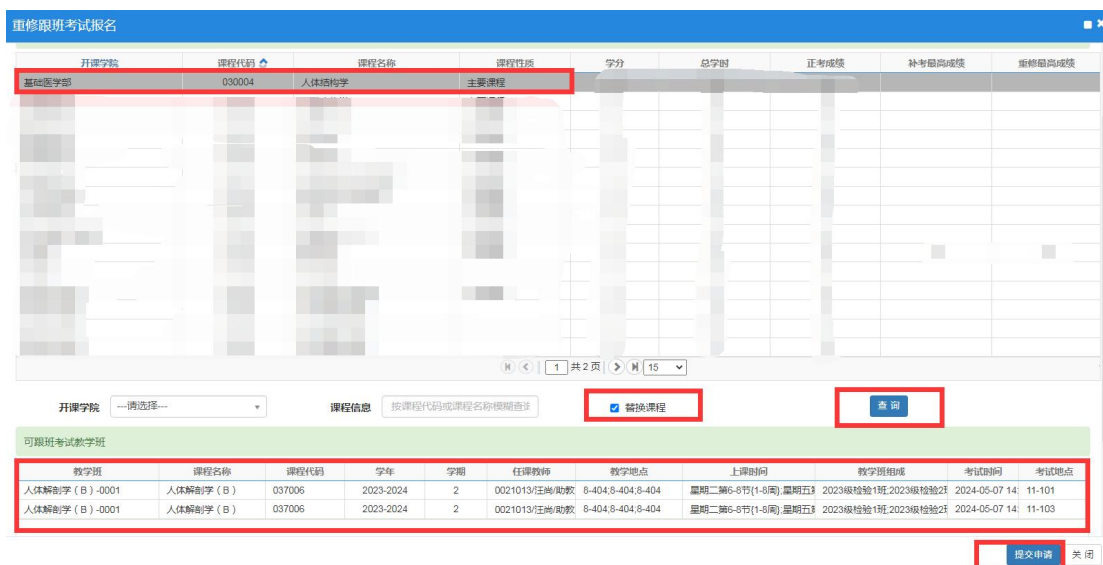 重修跟班考试报名
开课学院 课程代码 课程名称 课程性质 学分 总学时 正考成绩 补考最高成绩 重修最高成绩
基础医学部 030004 人体结构学 主要课程
1 共2页 15
开课学院 ---请选择--- 课程信息 按课程代码或课程名称模糊查询 替换课程 查 询
可跟班考试教学班
教学班 课程名称 课程代码 学年 学期 任课教师 教学地点 上课时间 教学班组成 考试时间 考试地点
人体解剖学（B）-0001 人体解剖学（B） 037006 2023-2024 2 0021013/汪尚/助教 8-404;8-404;8-404 星期二第6-8节{1-8周};星期五第 2023级检验1班;2023级检验2班 2024-05-07 14: 11-101
人体解剖学（B）-0001 人体解剖学（B） 037006 2023-2024 2 0021013/汪尚/助教 8-404;8-404;8-404 星期二第6-8节{1-8周};星期五第 2023级检验1班;2023级检验2班 2024-05-07 14: 11-103
提交申请 关 闭